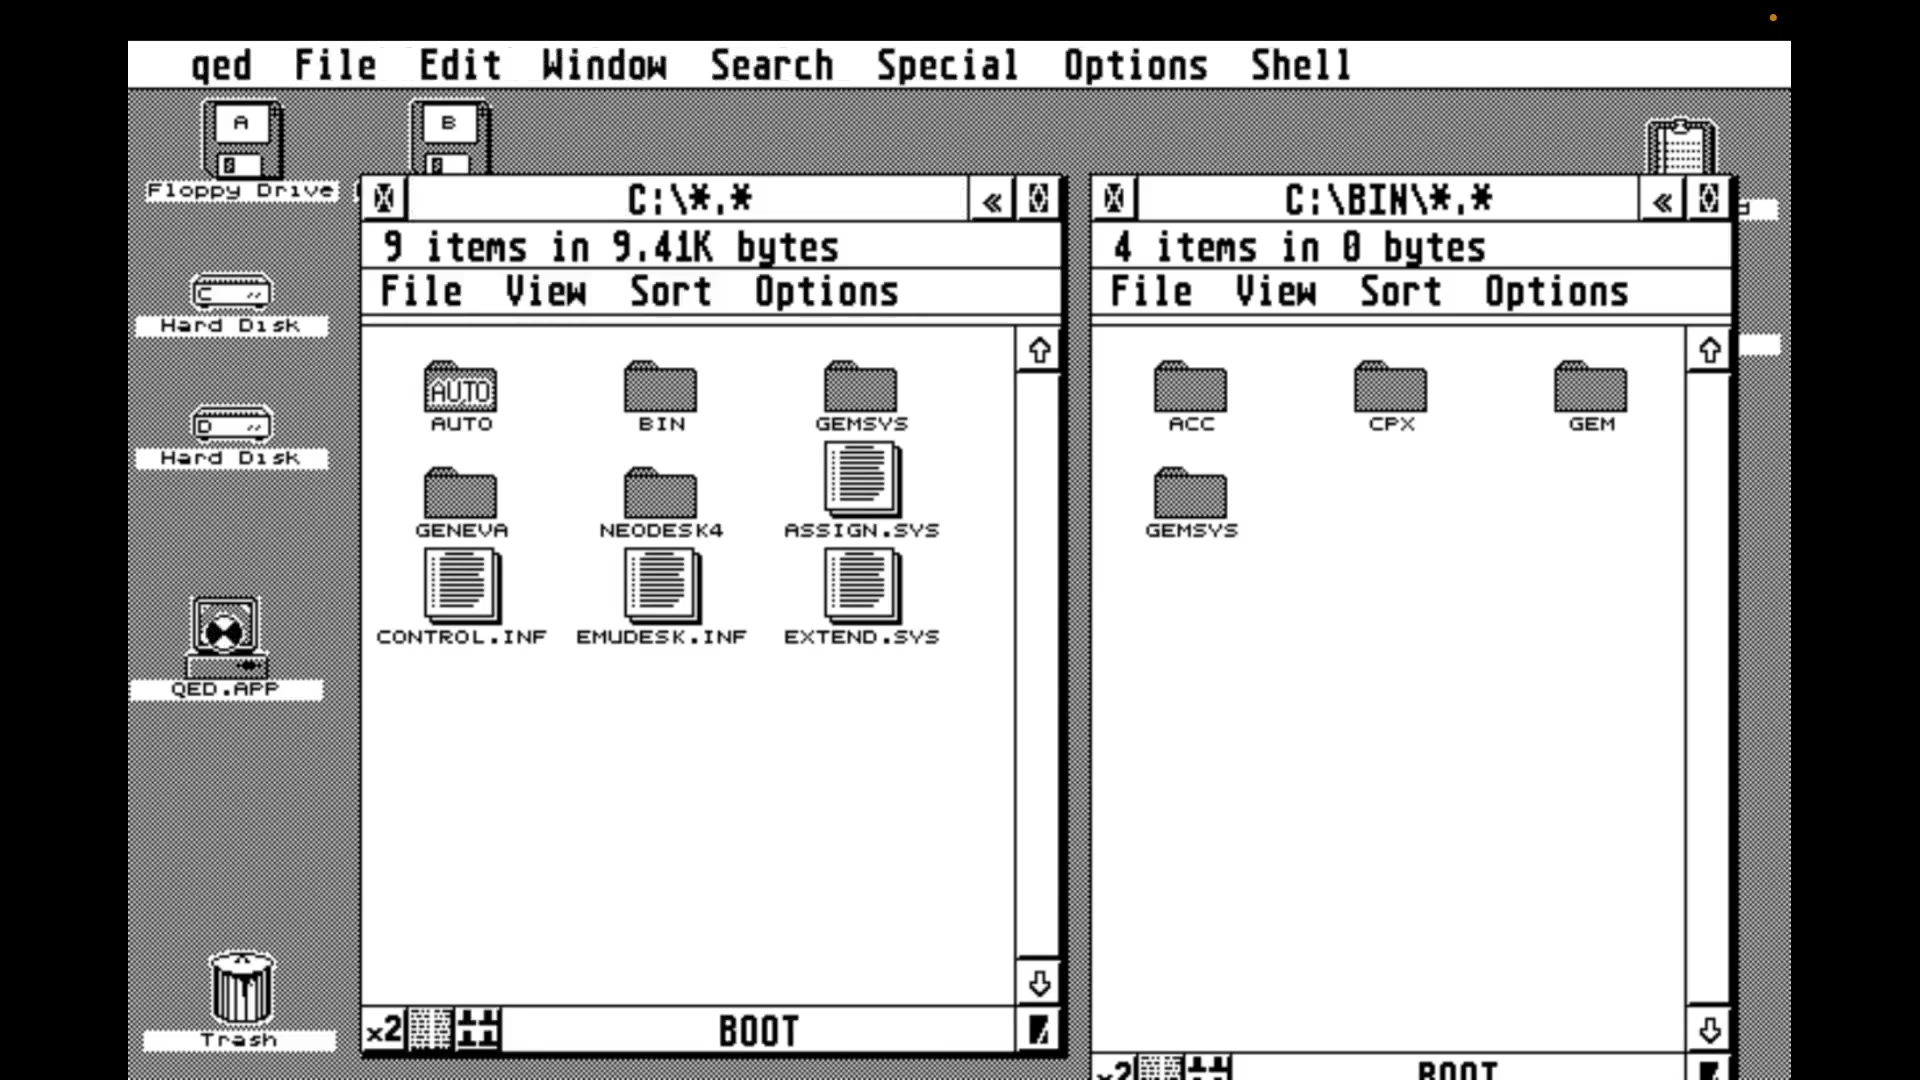 qed File Edit Window Search Special Options Shell
A
B
Floppy Drive
C
Hard Disk
D
Hard Disk
QED.APP
Trash
C:\*.*
9 items in 9.41K bytes
File View Sort Options
AUTO
AUTO BIN GEMSYS
GENEVA NEODESK4 ASSIGN.SYS
CONTROL.INF EMUDESK.INF EXTEND.SYS
x2 BOOT
C:\BIN\*.*
4 items in 0 bytes
File View Sort Options
ACC CPX GEM
GEMSYS
x2 BOOT